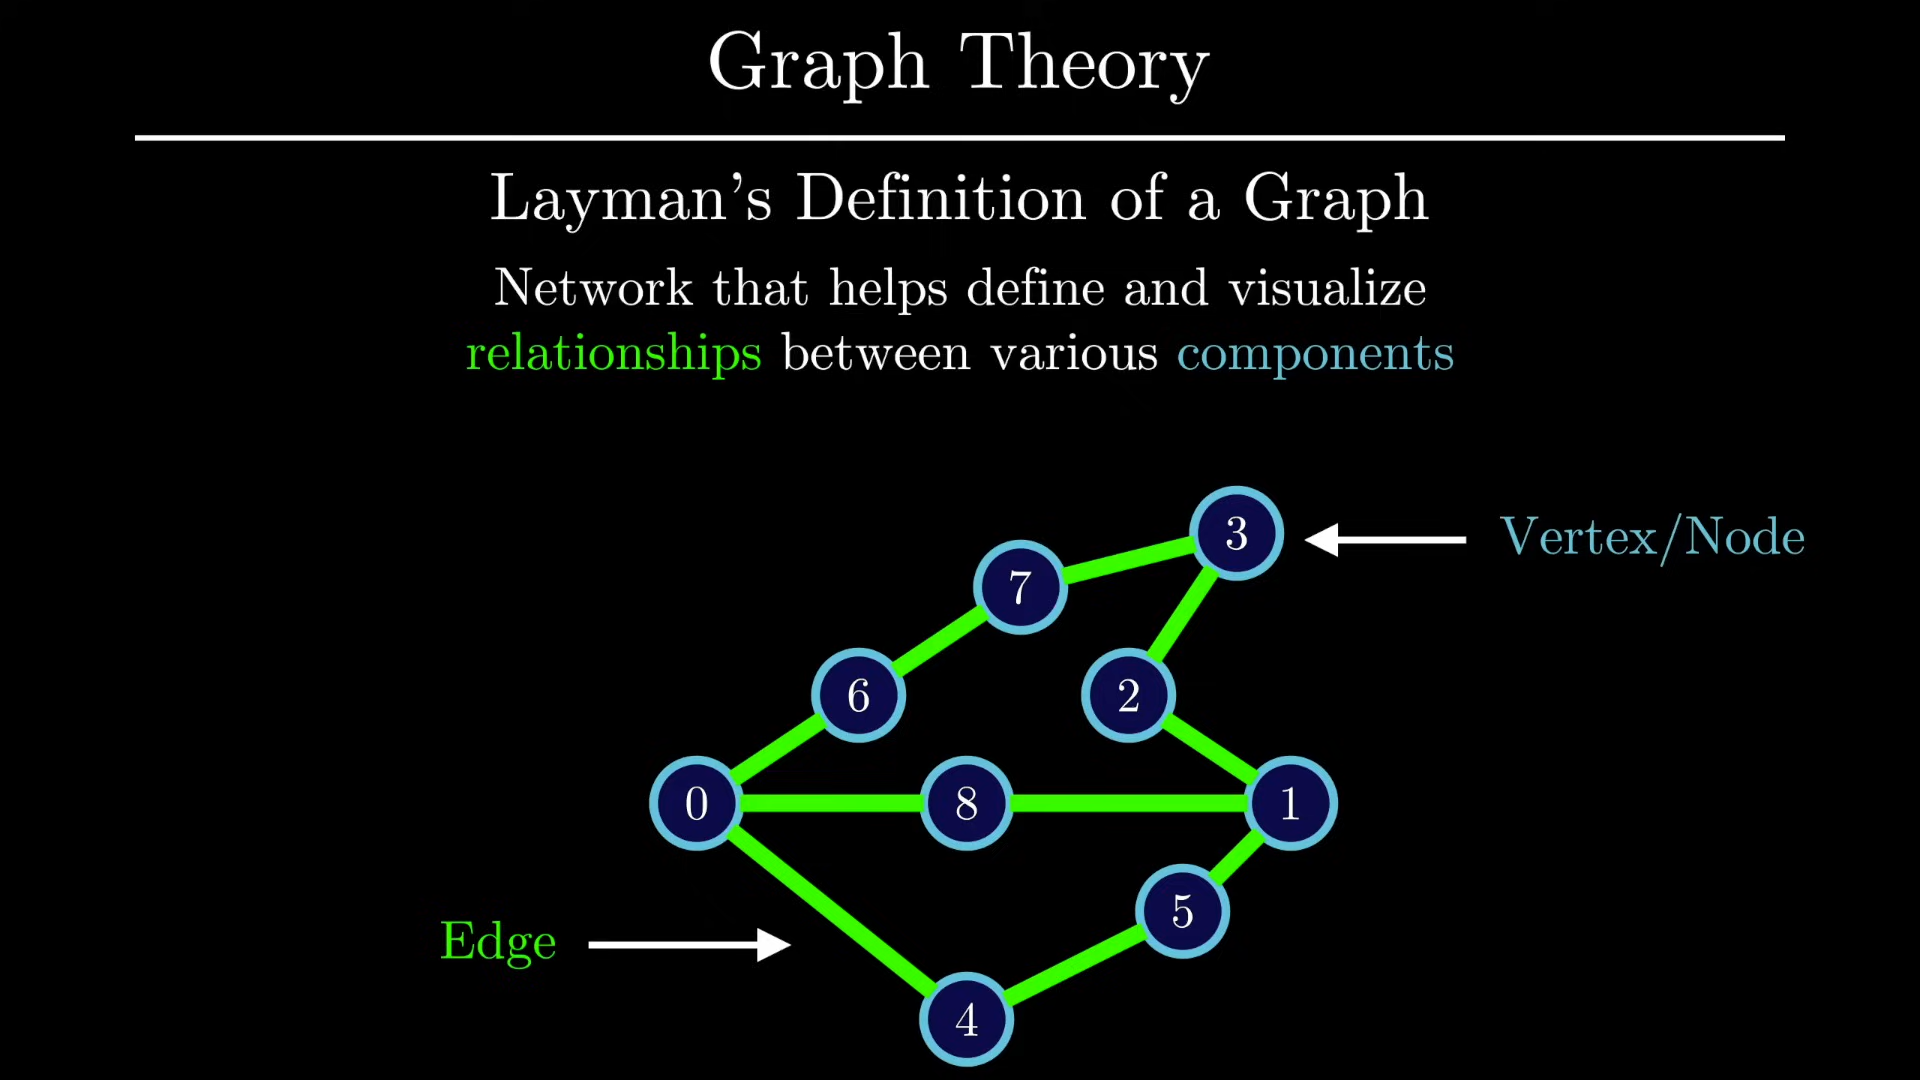 Graph Theory
Layman's Definition of a Graph
Network that helps define and visualize
relationships between various components
3
Vertex/Node
7
6
2
0
8
1
5
Edge
4